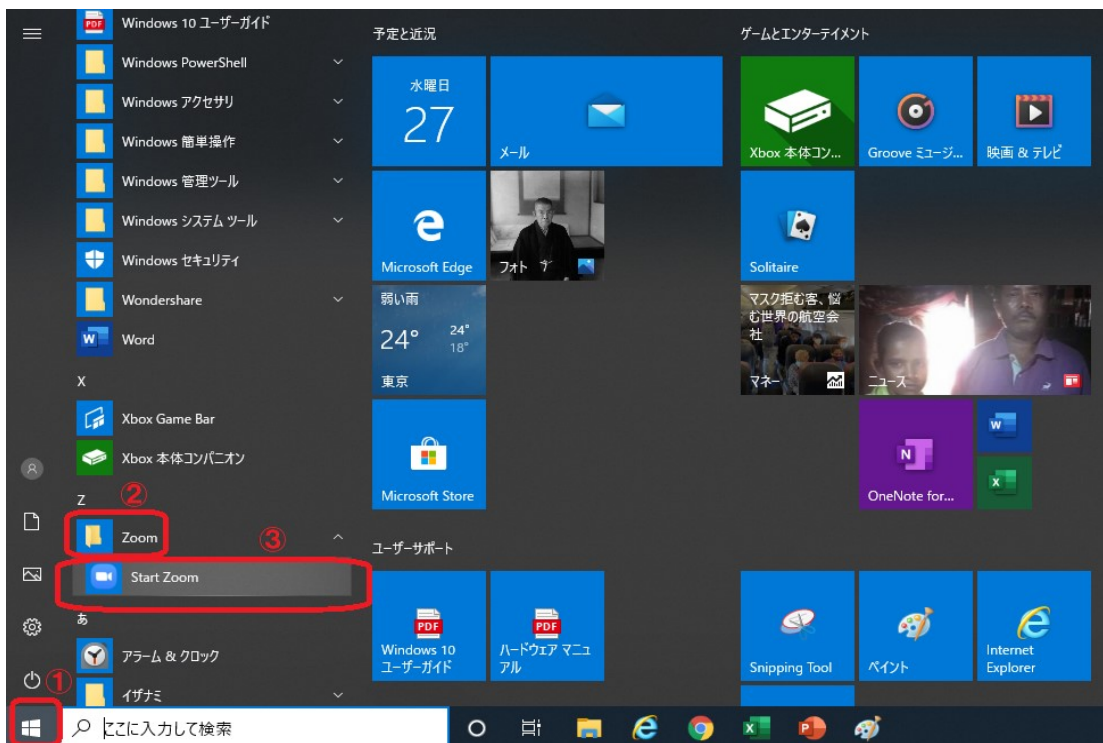 Windows 10 ユーザーガイド
Windows PowerShell
Windows アクセサリ
Windows 簡単操作
Windows 管理ツール
Windows システム ツール
Windows セキュリティ
Wondershare
Word
X
Xbox Game Bar
Xbox 本体コンパニオン
Z
②
Zoom
③
Start Zoom
あ
アラーム & クロック
イザナミ
①
ここに入力して検索
予定と近況
水曜日
27
メール
Microsoft Edge
フォト
弱い雨
24°
24°
18°
東京
Microsoft Store
ユーザーサポート
PDF
Windows 10
ユーザーガイド
PDF
ハードウェア マニュ
アル
ゲームとエンターテイメント
Xbox 本体コン...
Groove ミュージ...
映画 & テレビ
Solitaire
マスク拒む客、悩
む世界の航空会
社
マネー
ニュース
OneNote for...
Snipping Tool
ペイント
Internet
Explorer